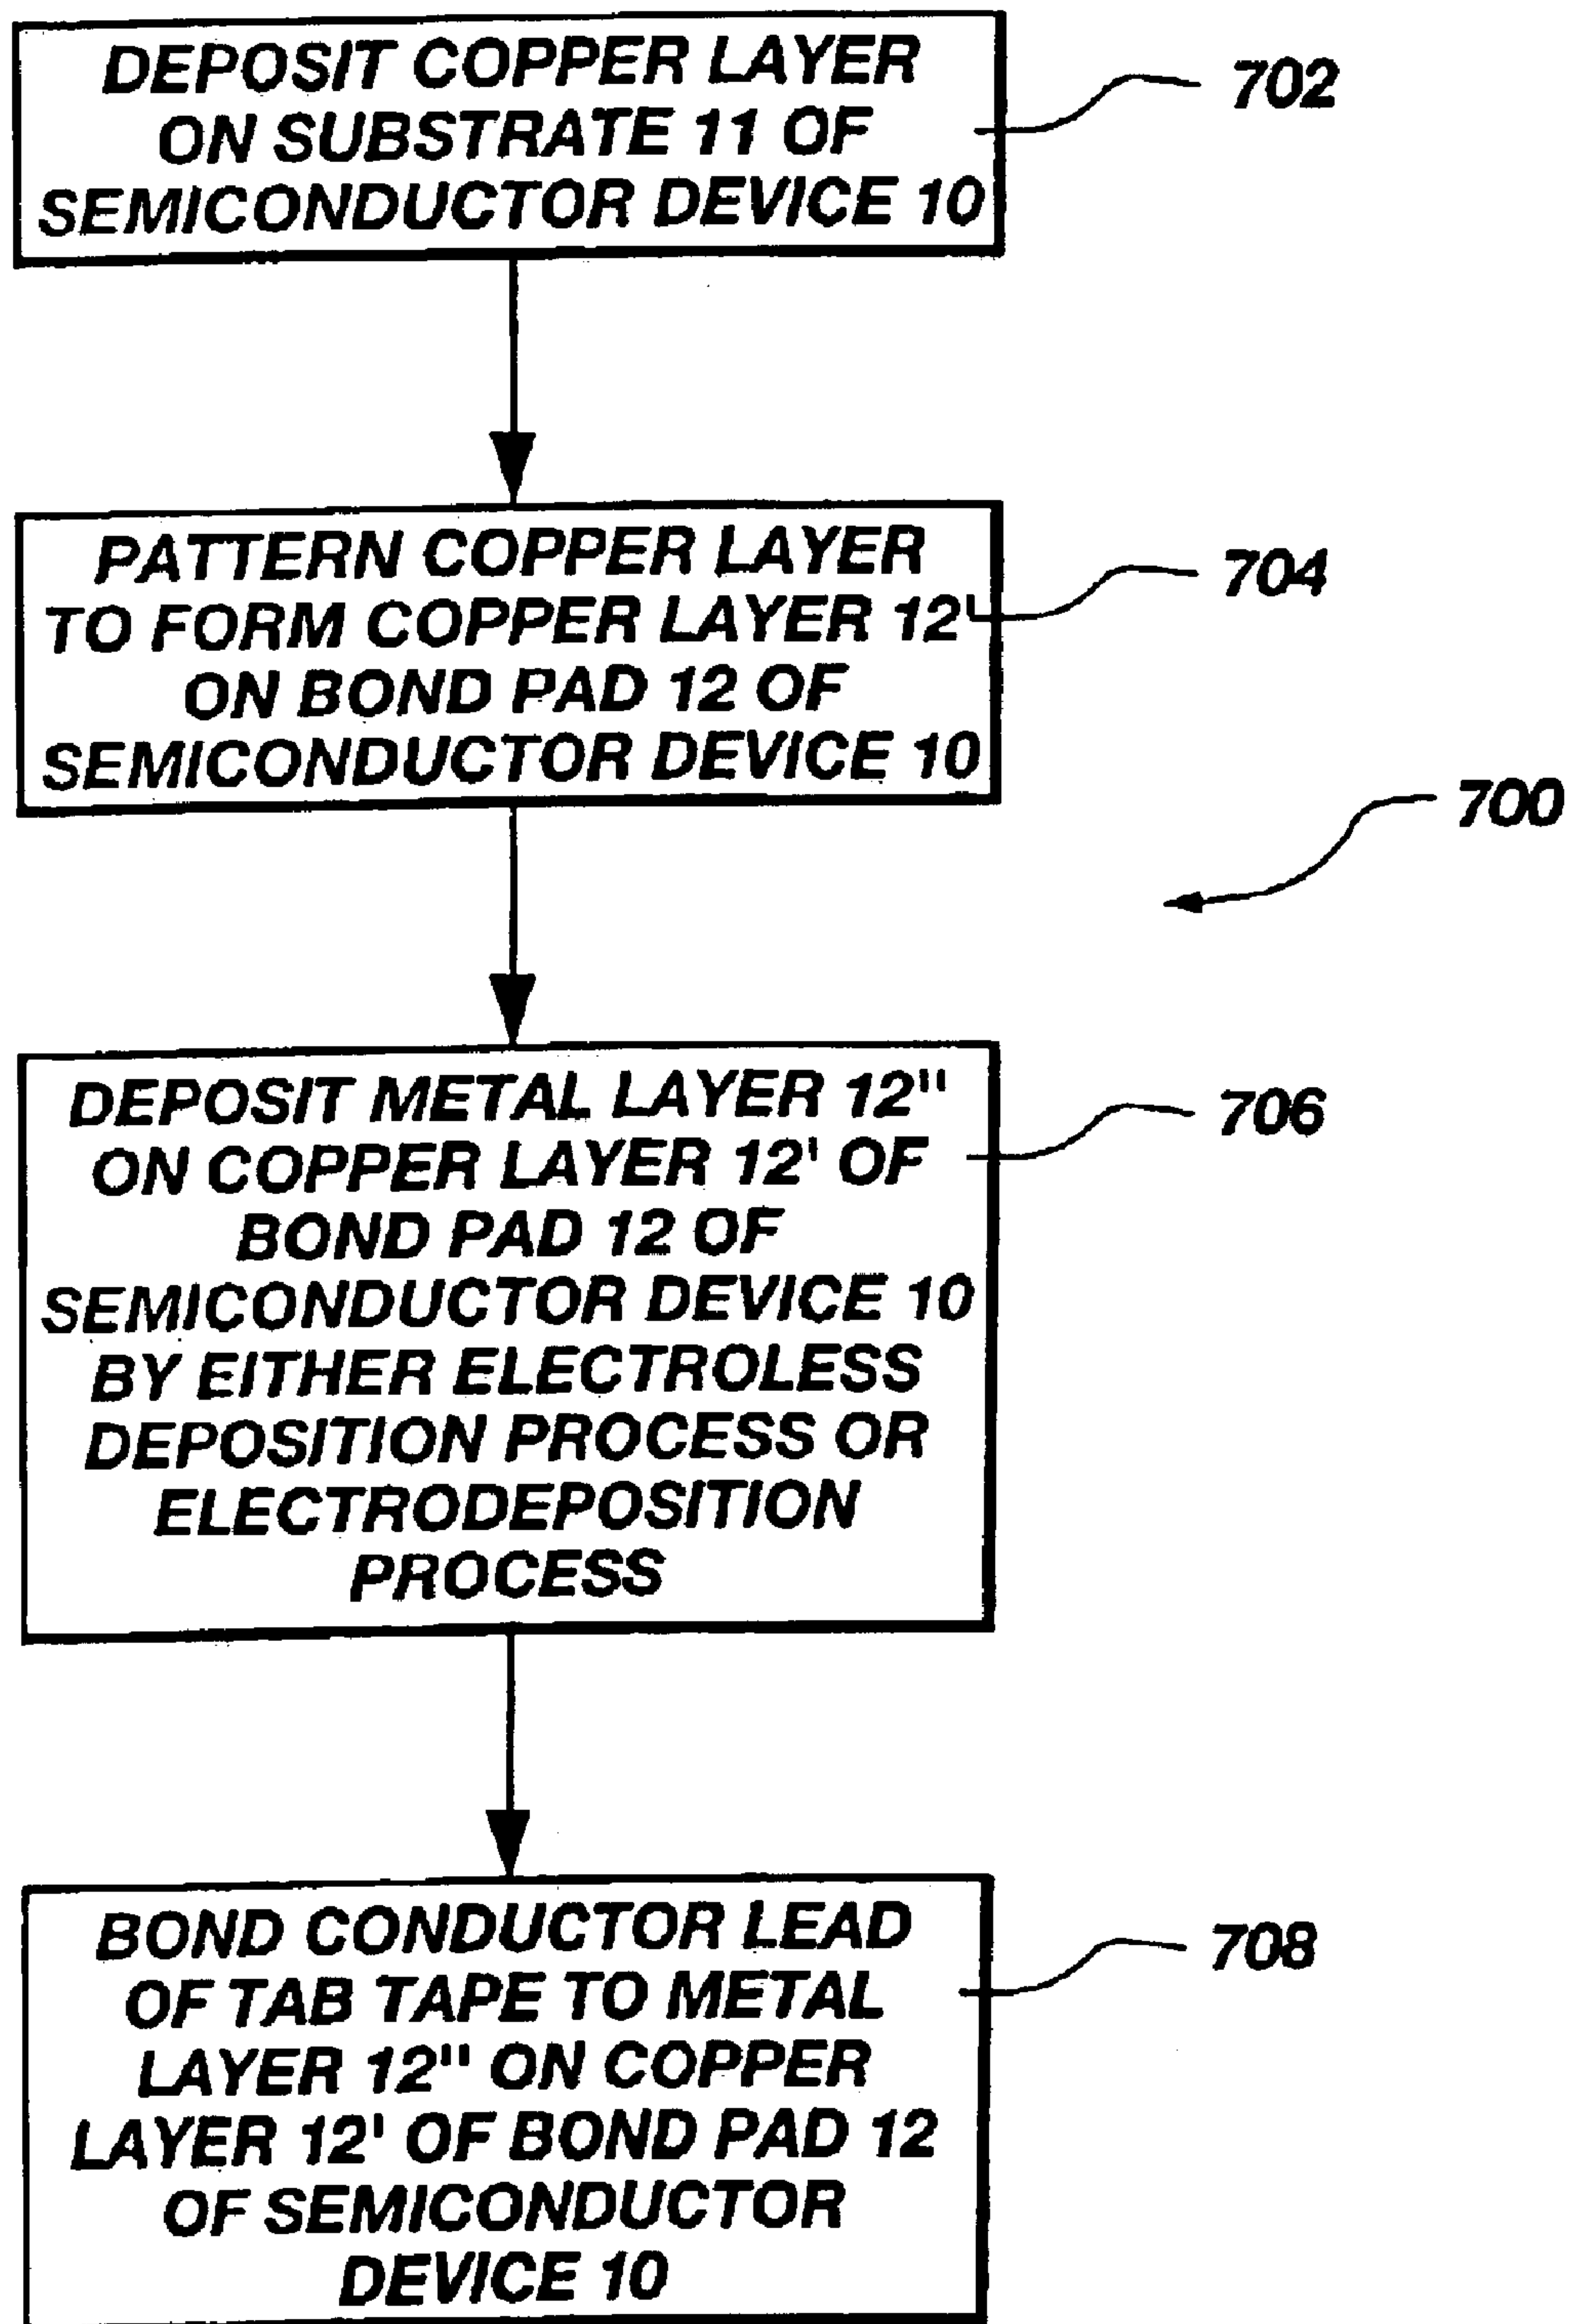 DEPOSIT COPPER LAYER
ON SUBSTRATE 11 OF
SEMICONDUCTOR DEVICE 10
702
PATTERN COPPER LAYER
TO FORM COPPER LAYER 12'
ON BOND PAD 12 OF
SEMICONDUCTOR DEVICE 10
704
700
DEPOSIT METAL LAYER 12"
ON COPPER LAYER 12' OF
BOND PAD 12 OF
SEMICONDUCTOR DEVICE 10
BY EITHER ELECTROLESS
DEPOSITION PROCESS OR
ELECTRODEPOSITION
PROCESS
706
BOND CONDUCTOR LEAD
OF TAB TAPE TO METAL
LAYER 12" ON COPPER
LAYER 12' OF BOND PAD 12
OF SEMICONDUCTOR
DEVICE 10
708